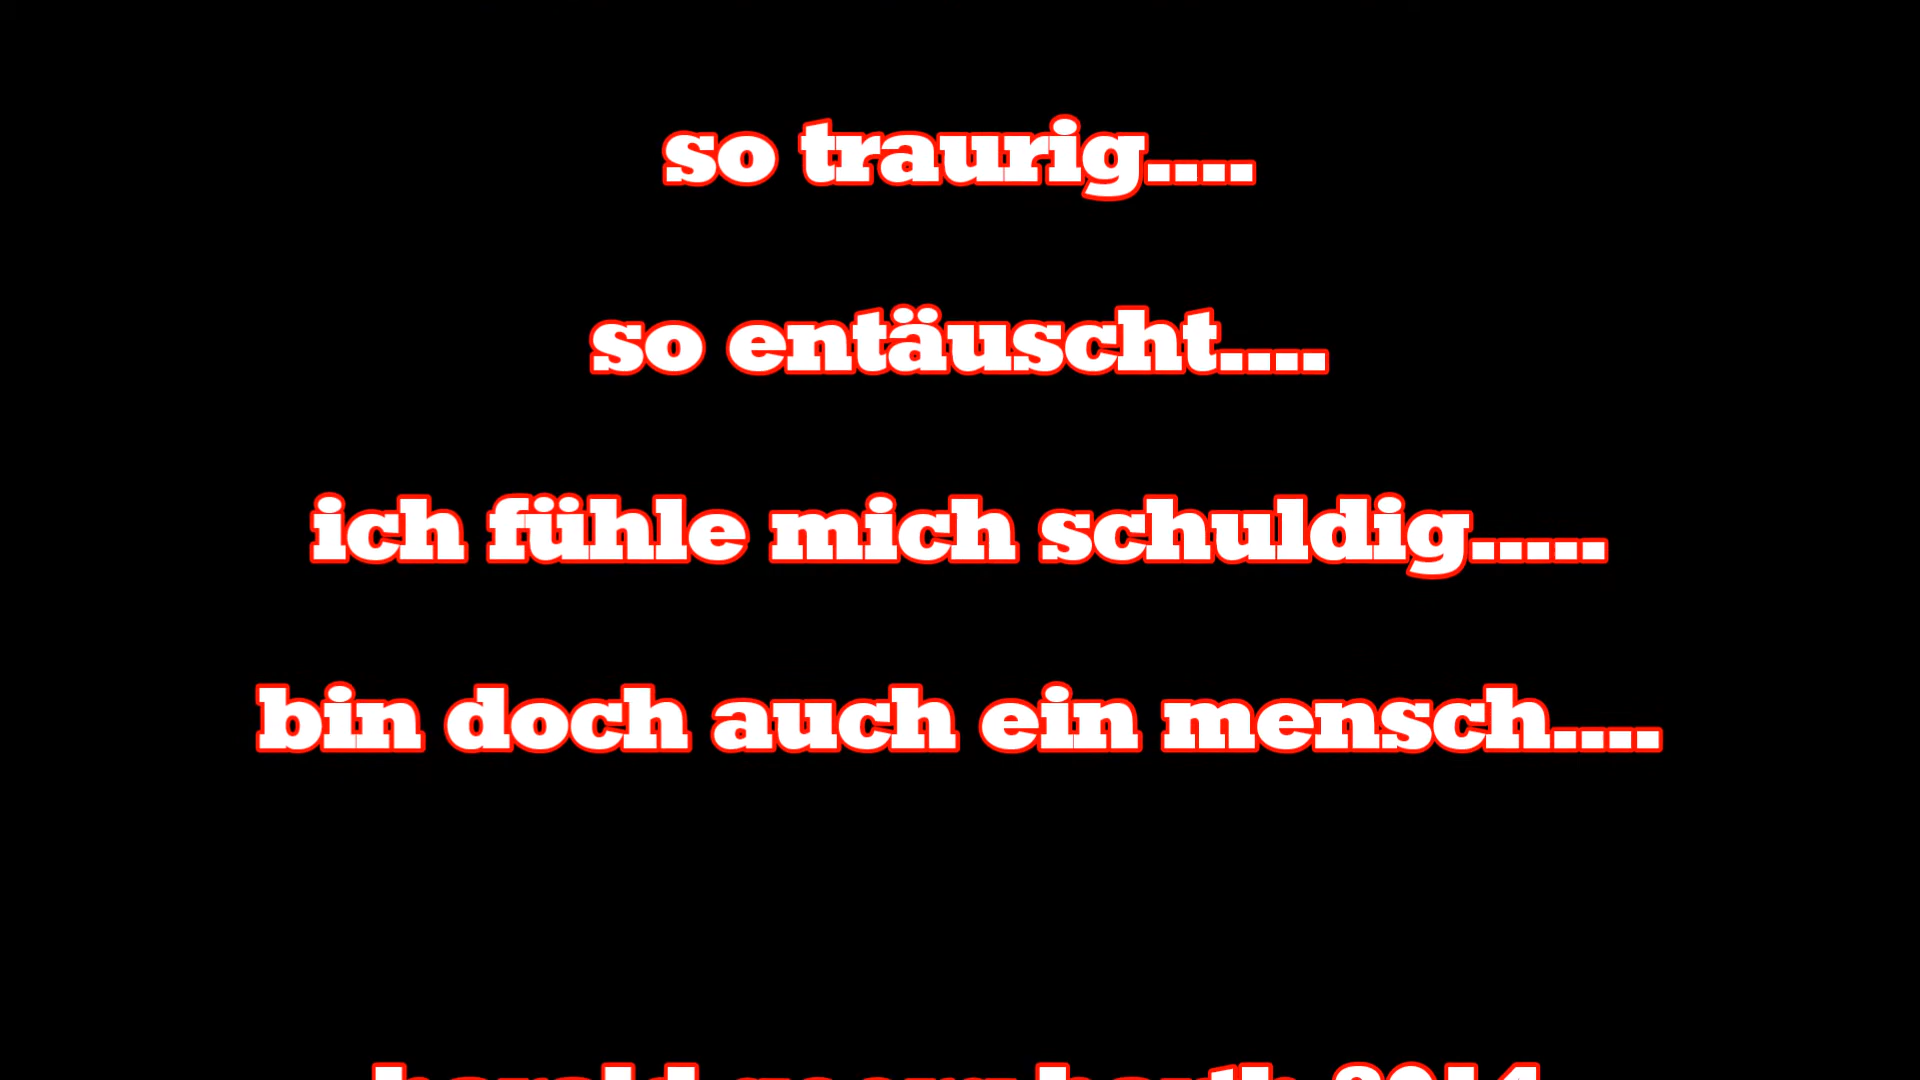 so traurig....
so entäuscht....
ich fühle mich schuldig.....
bin doch auch ein mensch....